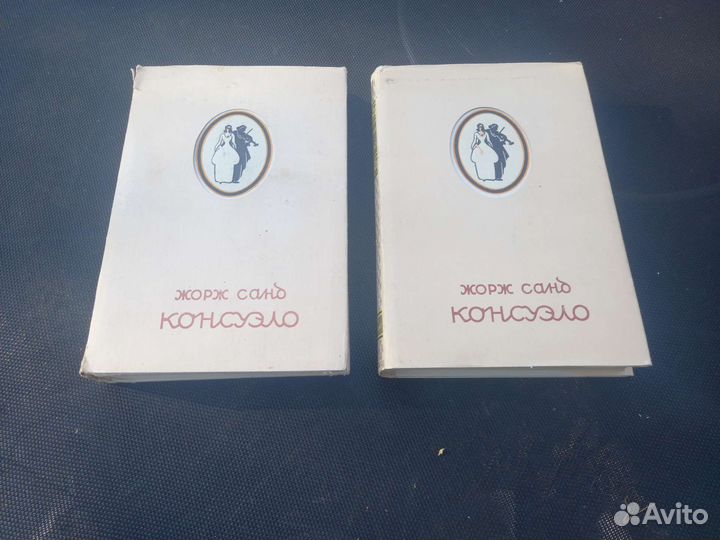 Жорж Санд
Консуэло
Жорж Санд
Консуэло
Avito